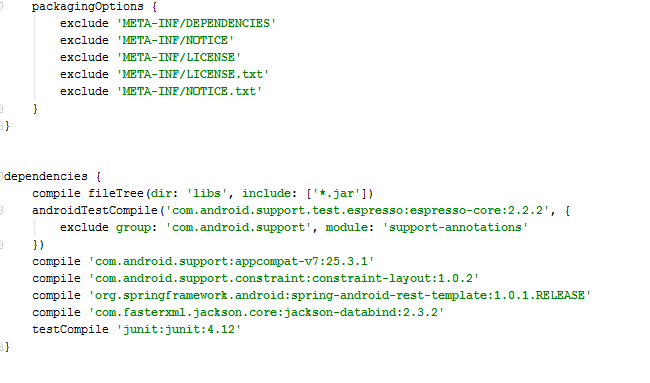 packagingOptions {
exclude 'META-INF/DEPENDENCIES'
exclude 'META-INF/NOTICE'
exclude 'META-INF/LICENSE'
exclude 'META-INF/LICENSE.txt'
exclude 'META-INF/NOTICE.txt'
}
}
dependencies {
compile fileTree(dir: 'libs', include: ['*.jar'])
androidTestCompile('com.android.support.test.espresso:espresso-core:2.2.2', {
exclude group: 'com.android.support', module: 'support-annotations'
})
compile 'com.android.support:appcompat-v7:25.3.1'
compile 'com.android.support.constraint:constraint-layout:1.0.2'
compile 'org.springframework.android:spring-android-rest-template:1.0.1.RELEASE'
compile 'com.fasterxml.jackson.core:jackson-databind:2.3.2'
testCompile 'junit:junit:4.12'
}